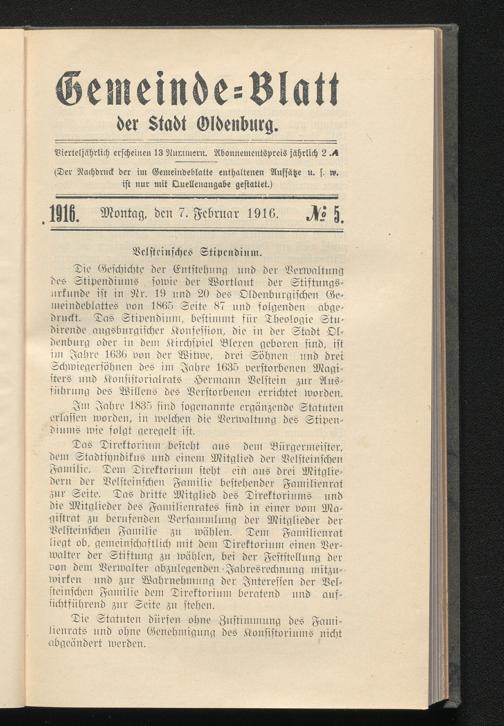 Gemeinde=Blatt
der Stadt Oldenburg.
Vierteljährlich erscheinen 13 Nummern. Abonnementspreis jährlich 2 ℳ
(Der Nachdruck der im Gemeindeblatte enthaltenen Aufsätze u. s. w.
ist nur mit Quellenangabe gestattet.)
1916. Montag, den 7. Februar 1916. № 5.
Velsteinsches Stipendium.
Die Geschichte der Entstehung und der Verwaltung
des Stipendiums sowie der Wortlaut der Stiftungs-
urkunde ist in Nr. 19 und 20 des Oldenburgischen Ge-
meindeblattes von 1865 Seite 87 und folgenden abge-
druckt. Das Stipendium, bestimmt für Theologie Stu-
dirende augsburgischer Konfession, die in der Stadt Ol-
denburg oder in dem Kirchspiel Blexen geboren sind, ist
im Jahre 1636 von der Witwe, drei Söhnen und drei
Schwiegersöhnen des im Jahre 1635 verstorbenen Magi-
sters und Konsistorialrats Hermann Velstein zur Aus-
führung des Willens des Verstorbenen errichtet worden.
Im Jahre 1835 sind sogenannte ergänzende Statuten
erlassen worden, in welchen die Verwaltung des Stipen-
diums wie folgt geregelt ist.
Das Direktorium besteht aus dem Bürgermeister,
dem Stadtsyndikus und einem Mitglied der Velsteinschen
Familie. Dem Direktorium steht ein aus drei Mitglie-
dern der Velsteinschen Familie bestehender Familienrat
zur Seite. Das dritte Mitglied des Direktoriums und
die Mitglieder des Familienrates sind in einer vom Ma-
gistrat zu berufenden Versammlung der Mitglieder der
Velsteinschen Familie zu wählen. Dem Familienrat
liegt ob, gemeinschaftlich mit dem Direktorium einen Ver-
walter der Stiftung zu wählen, bei der Feststellung der
von dem Verwalter abzulegenden Jahresrechnung mitzu-
wirken und zur Wahrnehmung der Interessen der Vel-
steinschen Familie dem Direktorium beratend und auf-
sichtführend zur Seite zu stehen.
Die Statuten dürfen ohne Zustimmung des Fami-
lienrats und ohne Genehmigung des Konsistoriums nicht
abgeändert werden.